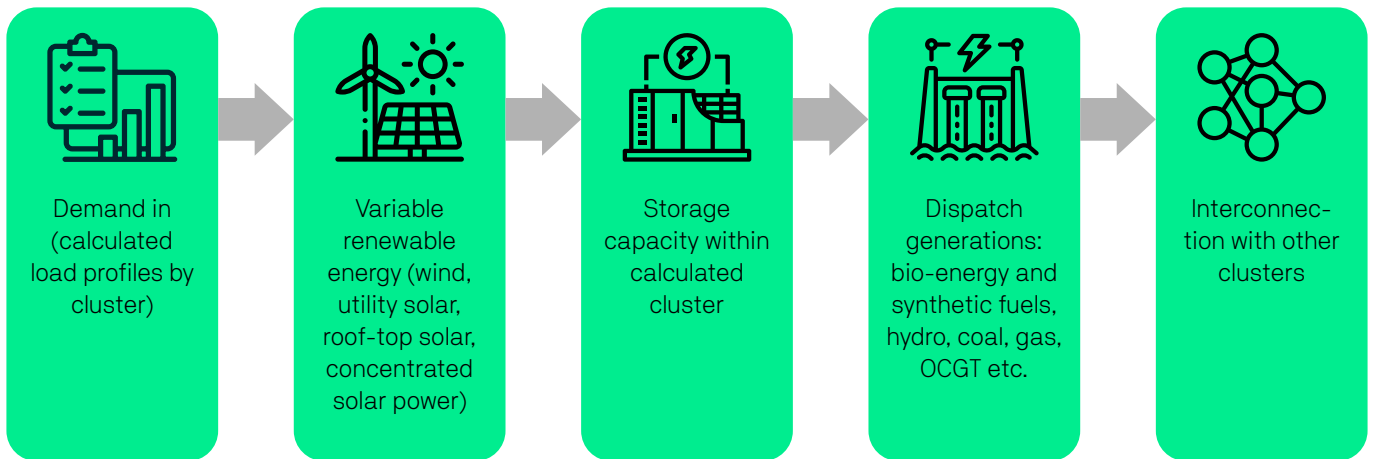 Demand in
(calculated
load profiles by
cluster)
Variable
renewable
energy (wind,
utility solar,
roof-top solar,
concentrated
solar power)
Storage
capacity within
calculated
cluster
Dispatch
generations:
bio-energy and
synthetic fuels,
hydro, coal, gas,
OCGT etc.
Interconnec-
tion with other
clusters